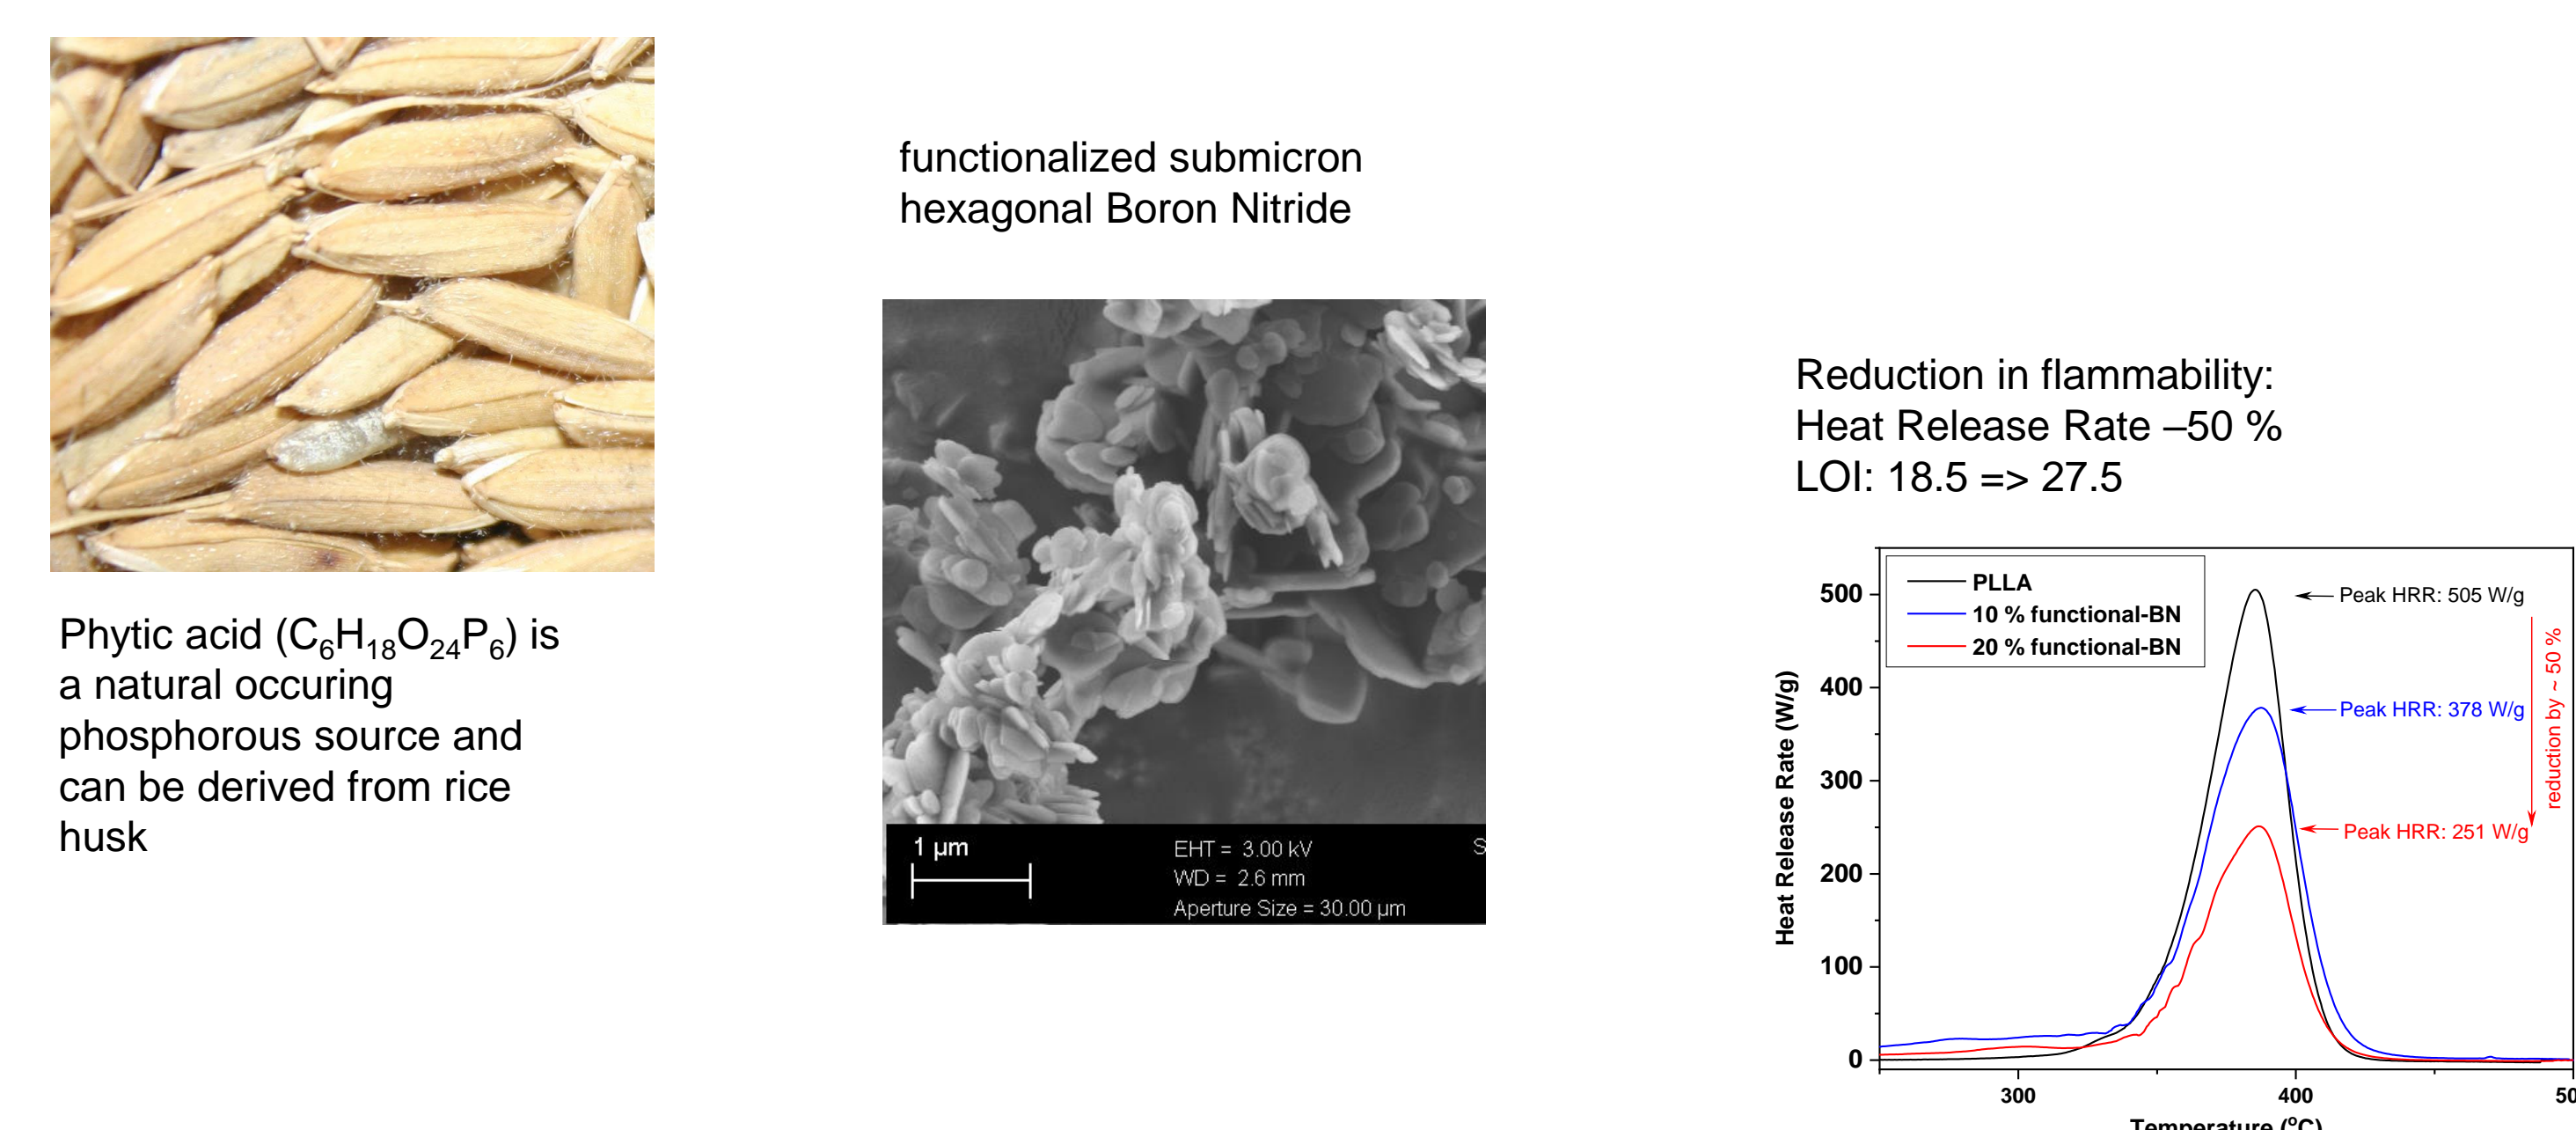 Phytic acid (C6H18O24P6) is
a natural occuring
phosphorous source and
can be derived from rice
husk
functionalized submicron
hexagonal Boron Nitride
1 µm
EHT = 3.00 kV
WD = 2.6 mm
Aperture Size = 30.00 µm
S
Reduction in flammability:
Heat Release Rate –50 %
LOI: 18.5 => 27.5
PLLA
10 % functional-BN
20 % functional-BN
Peak HRR: 505 W/g
Peak HRR: 378 W/g
Peak HRR: 251 W/g
reduction by ~ 50 %
Heat Release Rate (W/g)
500
400
300
200
100
0
300
400
50
Temperature (°C)